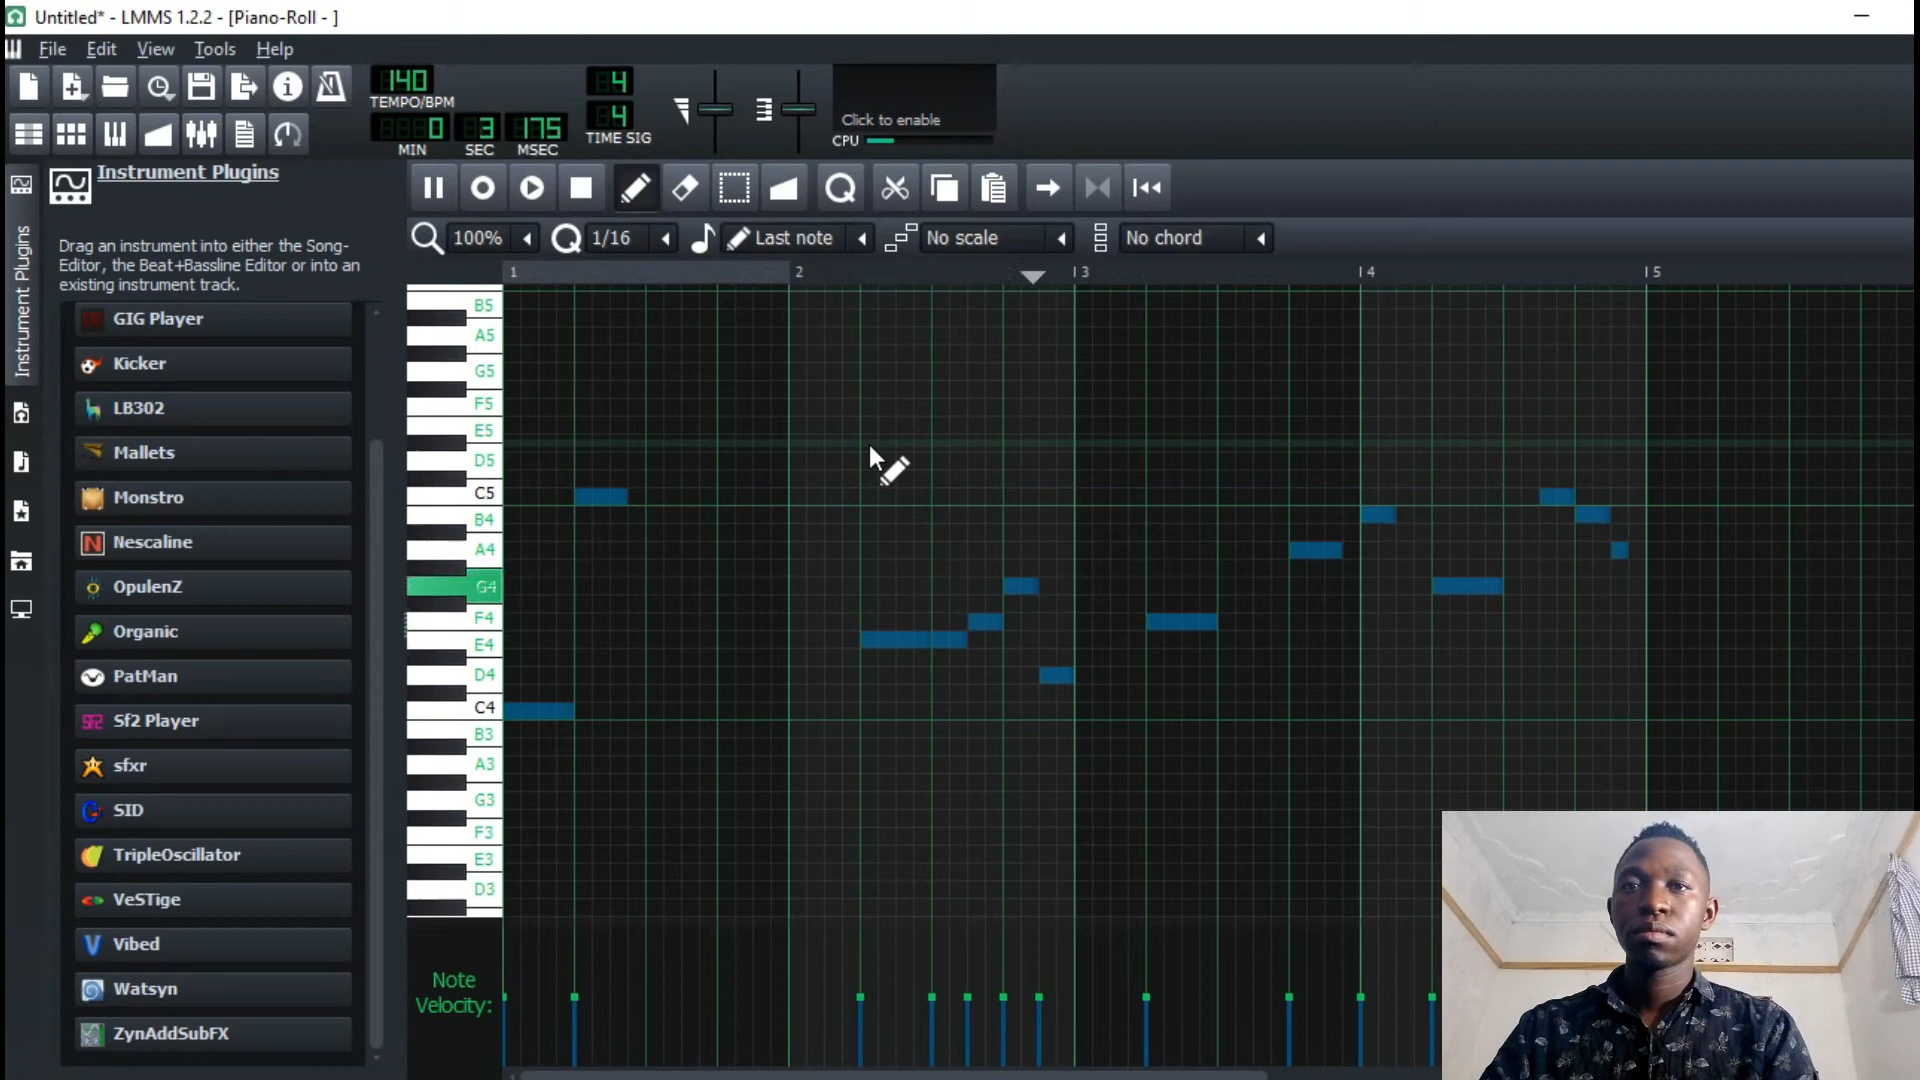 Untitled* - LMMS 1.2.2 - [Piano-Roll - ]
File Edit View Tools Help
140
TEMPO/BPM
4
4
TIME SIG
0 3 175
MIN SEC MSEC
Click to enable
CPU
Instrument Plugins
Instrument Plugins
Drag an instrument into either the Song-
Editor, the Beat+Bassline Editor or into an
existing instrument track.
GIG Player
Kicker
LB302
Mallets
Monstro
Nescaline
OpulenZ
Organic
PatMan
Sf2 Player
sfxr
SID
TripleOscillator
VeSTige
Vibed
Watsyn
ZynAddSubFX
100% 1/16 Last note No scale No chord
1 2 3 4 5
B5
A5
G5
F5
E5
D5
C5
B4
A4
G4
F4
E4
D4
C4
B3
A3
G3
F3
E3
D3
Note
Velocity: